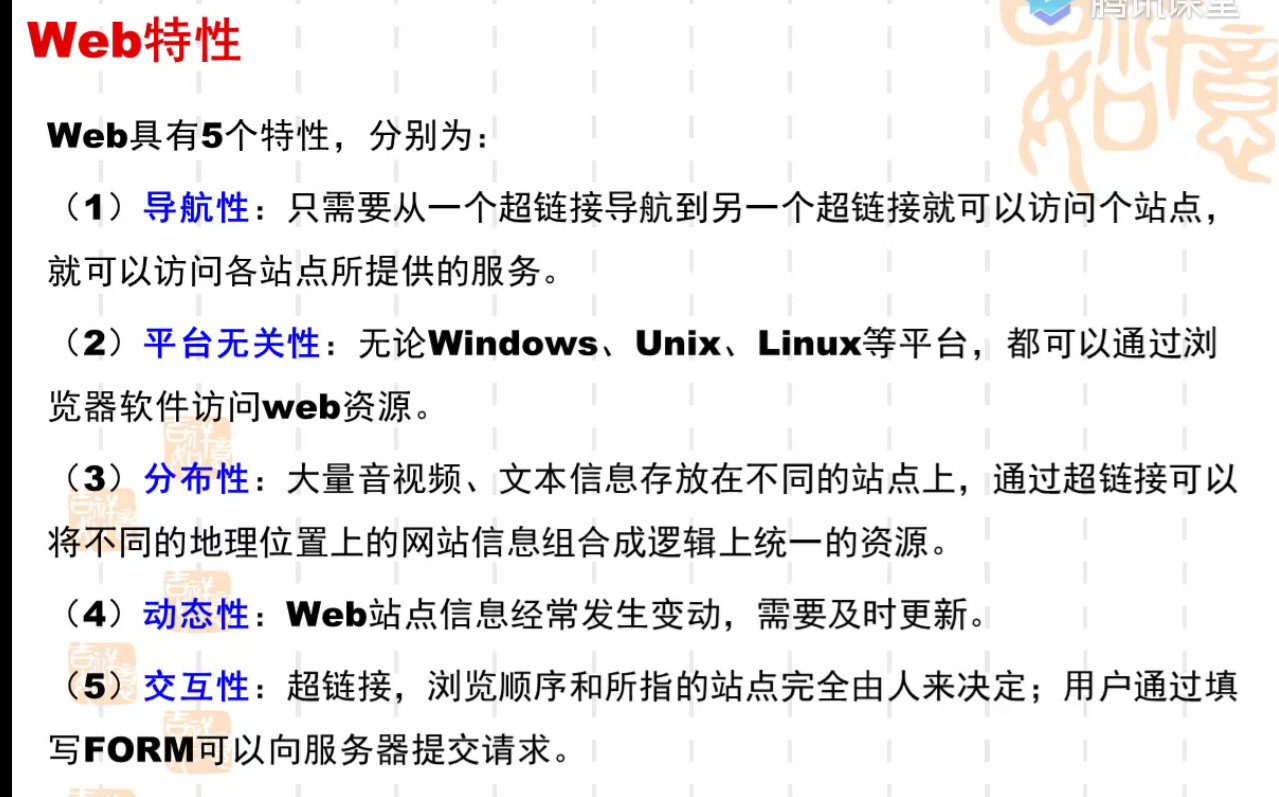 腾讯课堂
Web特性
Web具有5个特性，分别为：
（1）导航性：只需要从一个超链接导航到另一个超链接就可以访问个站点，
就可以访问各站点所提供的服务。
（2）平台无关性：无论Windows、Unix、Linux等平台，都可以通过浏
览器软件访问web资源。
（3）分布性：大量音视频、文本信息存放在不同的站点上，通过超链接可以
将不同的地理位置上的网站信息组合成逻辑上统一的资源。
（4）动态性：Web站点信息经常发生变动，需要及时更新。
（5）交互性：超链接，浏览顺序和所指的站点完全由人来决定；用户通过填
写FORM可以向服务器提交请求。